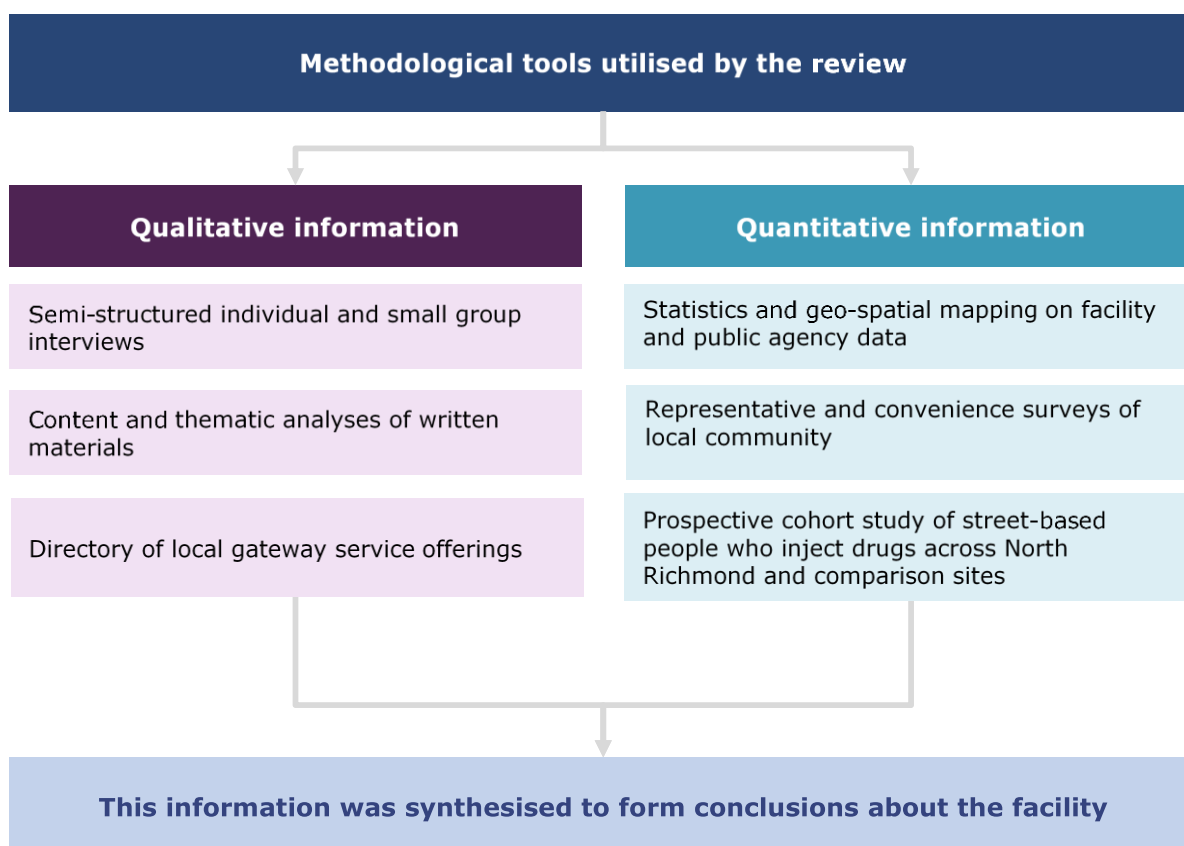 Methodological tools utilised by the review
Qualitative information
Semi-structured individual and small group
interviews
Content and thematic analyses of written
materials
Directory of local gateway service offerings
Quantitative information
Statistics and geo-spatial mapping on facility
and public agency data
Representative and convenience surveys of
local community
Prospective cohort study of street-based
people who inject drugs across North
Richmond and comparison sites
This information was synthesised to form conclusions about the facility